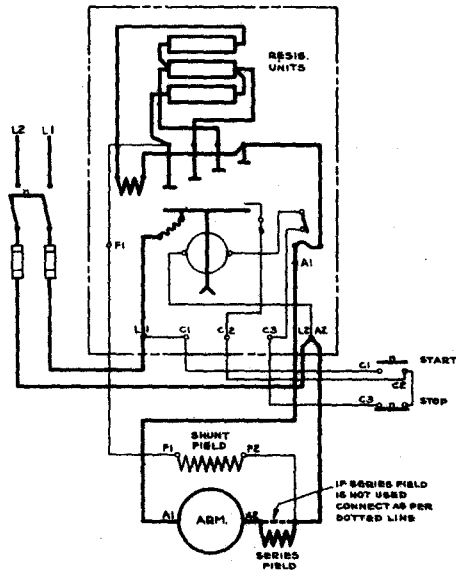 RESIS.
UNITS
L2 L1
F1
A1
L1 C1 C2 C3 L2 A2
C1 START
C2
C3 STOP
SHUNT
FIELD
F1 F2
A1 ARM. A2
IF SERIES FIELD
IS NOT USED
CONNECT AS PER
DOTTED LINE
SERIES
FIELD